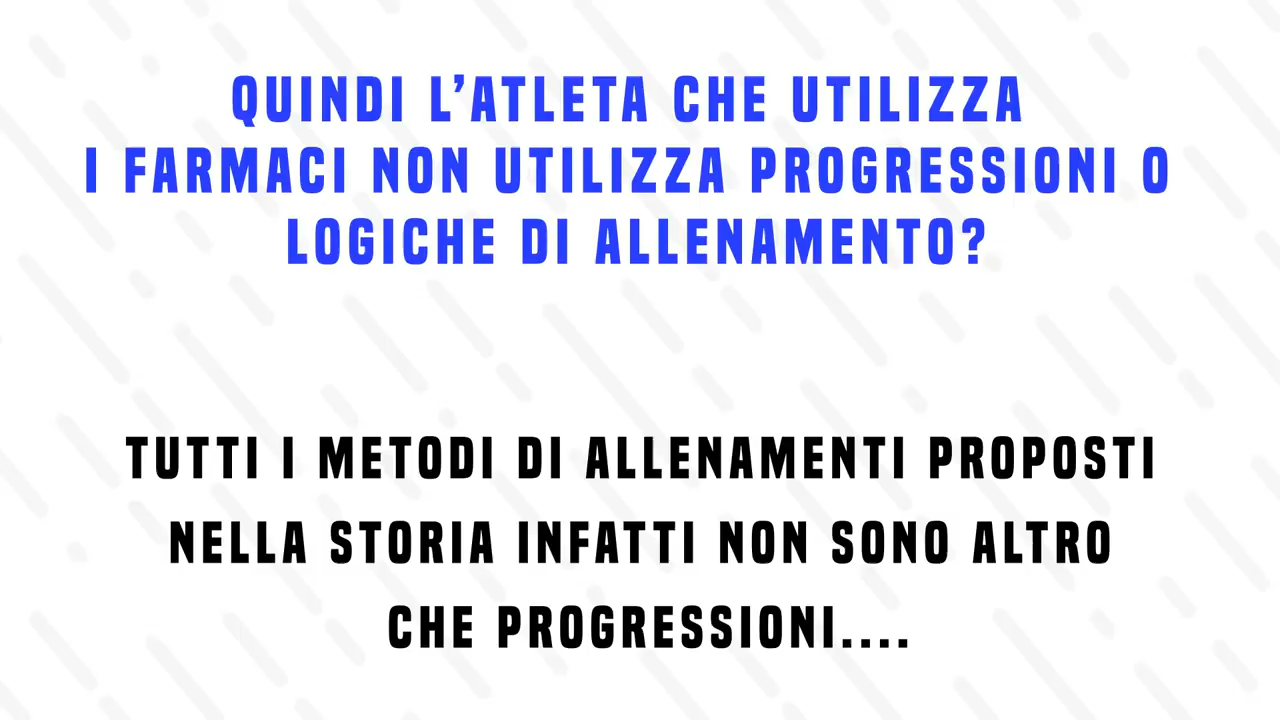 QUINDI L’ATLETA CHE UTILIZZA
I FARMACI NON UTILIZZA PROGRESSIONI O
LOGICHE DI ALLENAMENTO?
TUTTI I METODI DI ALLENAMENTI PROPOSTI
NELLA STORIA INFATTI NON SONO ALTRO
CHE PROGRESSIONI....